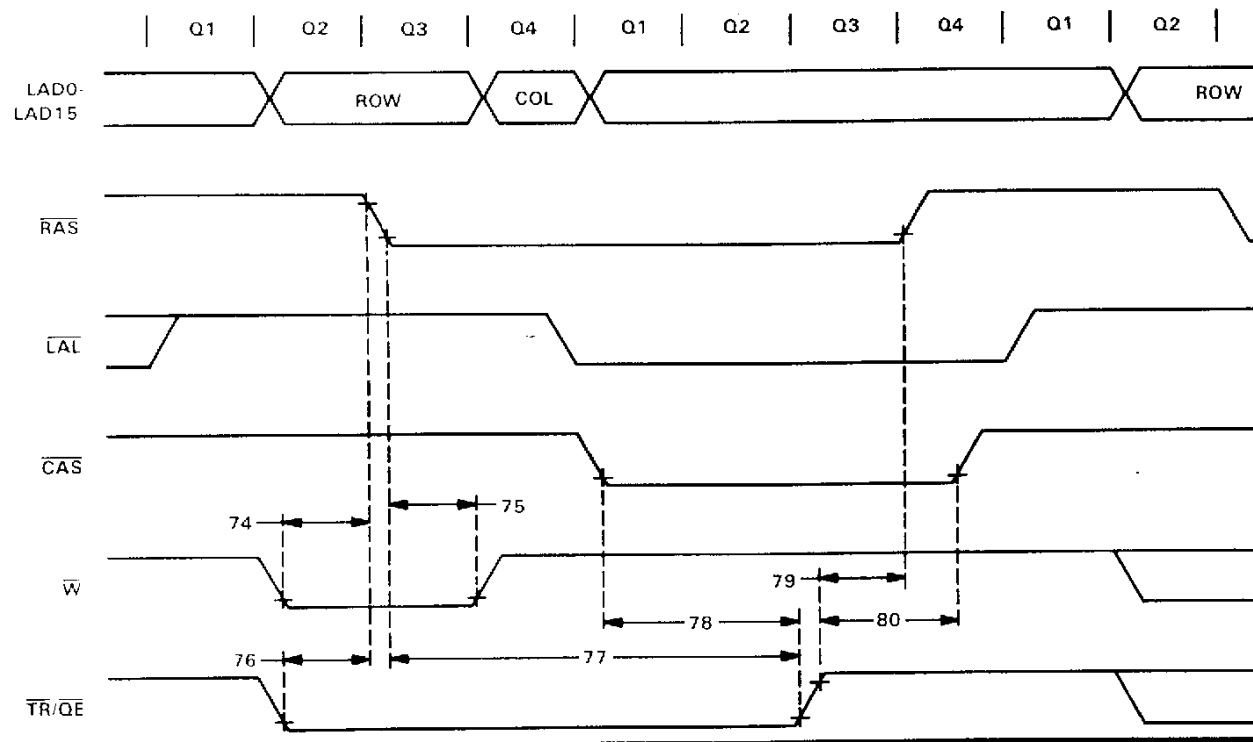 Q1 Q2 Q3 Q4 Q1 Q2 Q3 Q4 Q1 Q2
LAD0-
LAD15
ROW COL ROW
RAS
LAL
CAS
75
74
W
79
78 80
76 77
TR/QE